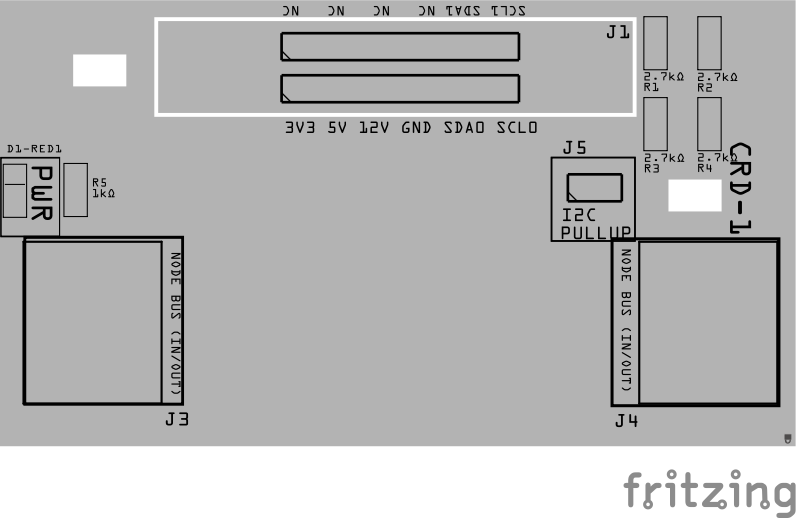 SCL1 SDA1 NC NC NC NC
J1
3V3 5V 12V GND SDA0 SCL0
2.7kΩ
R1
2.7kΩ
R2
2.7kΩ
R3
2.7kΩ
R4
CRD-1
D1-RED1
PWR
R5
1kΩ
J5
I2C
PULLUP
NODE BUS (IN/OUT)
J3
NODE BUS (IN/OUT)
J4
fritzing